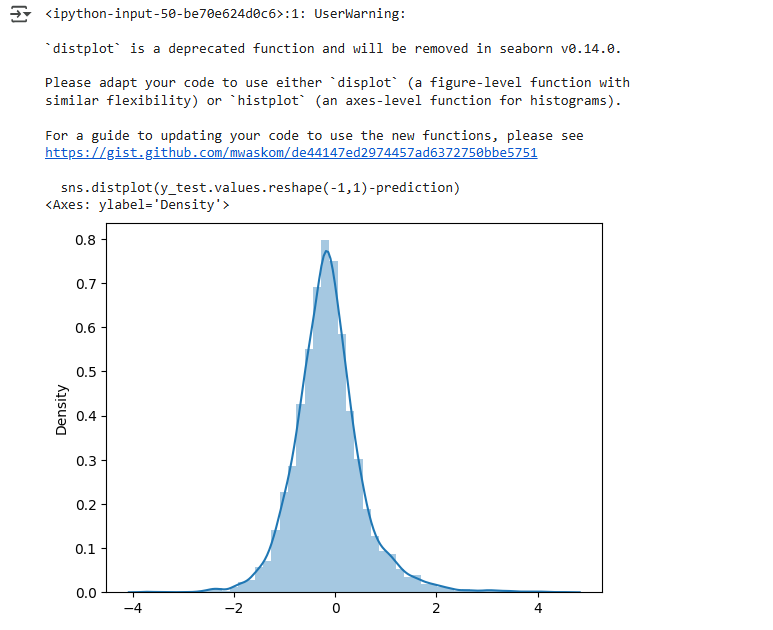 <ipython-input-50-be70e624d0c6>:1: UserWarning:
`distplot` is a deprecated function and will be removed in seaborn v0.14.0.
Please adapt your code to use either `displot` (a figure-level function with
similar flexibility) or `histplot` (an axes-level function for histograms).
For a guide to updating your code to use the new functions, please see
https://gist.github.com/mwaskom/de44147ed2974457ad6372750bbe5751
sns.distplot(y_test.values.reshape(-1,1)-prediction)
<Axes: ylabel='Density'>
0.8
0.7
0.6
0.5
0.4
0.3
0.2
0.1
0.0
Density
−4 −2 0 2 4